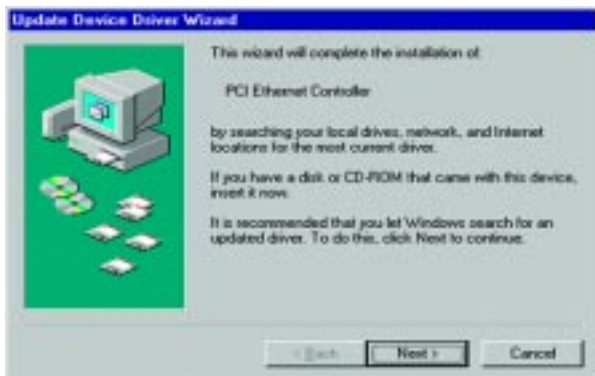 Update Device Driver Wizard
This wizard will complete the installation of:
PCI Ethernet Controller
by searching your local drives, network, and Internet
locations for the most current driver.
If you have a disk or CD-ROM that came with this device,
insert it now.
It is recommended that you let Windows search for an
updated driver. To do this, click Next to continue.
< Back
Next >
Cancel